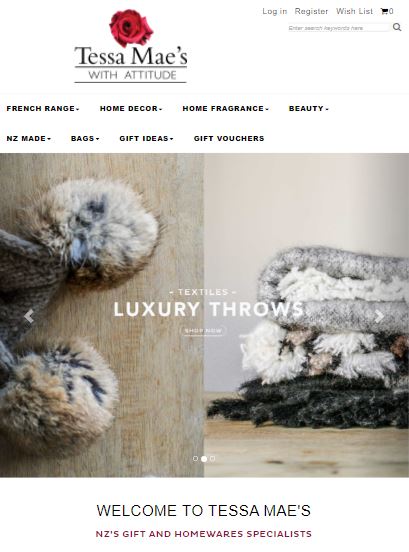 Log in Register Wish List 0
Enter search keywords here
Tessa Mae's
WITH ATTITUDE
FRENCH RANGE HOME DECOR HOME FRAGRANCE BEAUTY
NZ MADE BAGS GIFT IDEAS GIFT VOUCHERS
- TEXTILES -
LUXURY THROWS
SHOP NOW
WELCOME TO TESSA MAE'S
NZ'S GIFT AND HOMEWARES SPECIALISTS